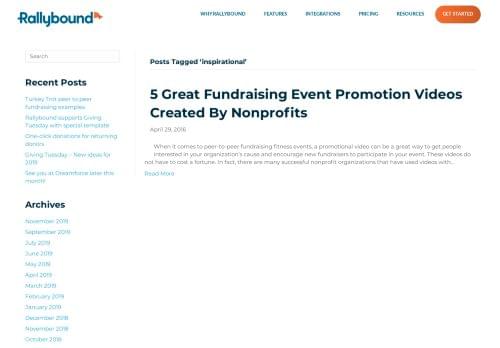 Rallybound
WHY RALLYBOUND
FEATURES
INTEGRATIONS
PRICING
RESOURCES
GET STARTED
Search
Recent Posts
Turkey Trot peer to peer
fundraising examples
Rallybound supports Giving
Tuesday with special template
One-click donations for returning
donors
Giving Tuesday – New ideas for
2019
See you at Dreamforce later this
month!
Archives
November 2019
September 2019
July 2019
June 2019
May 2019
April 2019
March 2019
February 2019
January 2019
December 2018
November 2018
October 2018
Posts Tagged ‘inspirational’
5 Great Fundraising Event Promotion Videos
Created By Nonprofits
April 29, 2016
When it comes to peer-to-peer fundraising fitness events, a promotional video can be a great way to get people
interested in your organization's cause and encourage new fundraisers to participate in your event. These videos do
not have to cost a fortune. In fact, there are many successful nonprofit organizations that have used videos with...
Read More